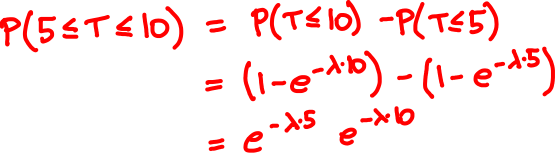 P(5≤T≤10) = P(T≤10) -P(T≤5)
= (1-e^{-λ·10}) - (1-e^{-λ·5})
= e^{-λ·5} e^{-λ·10}